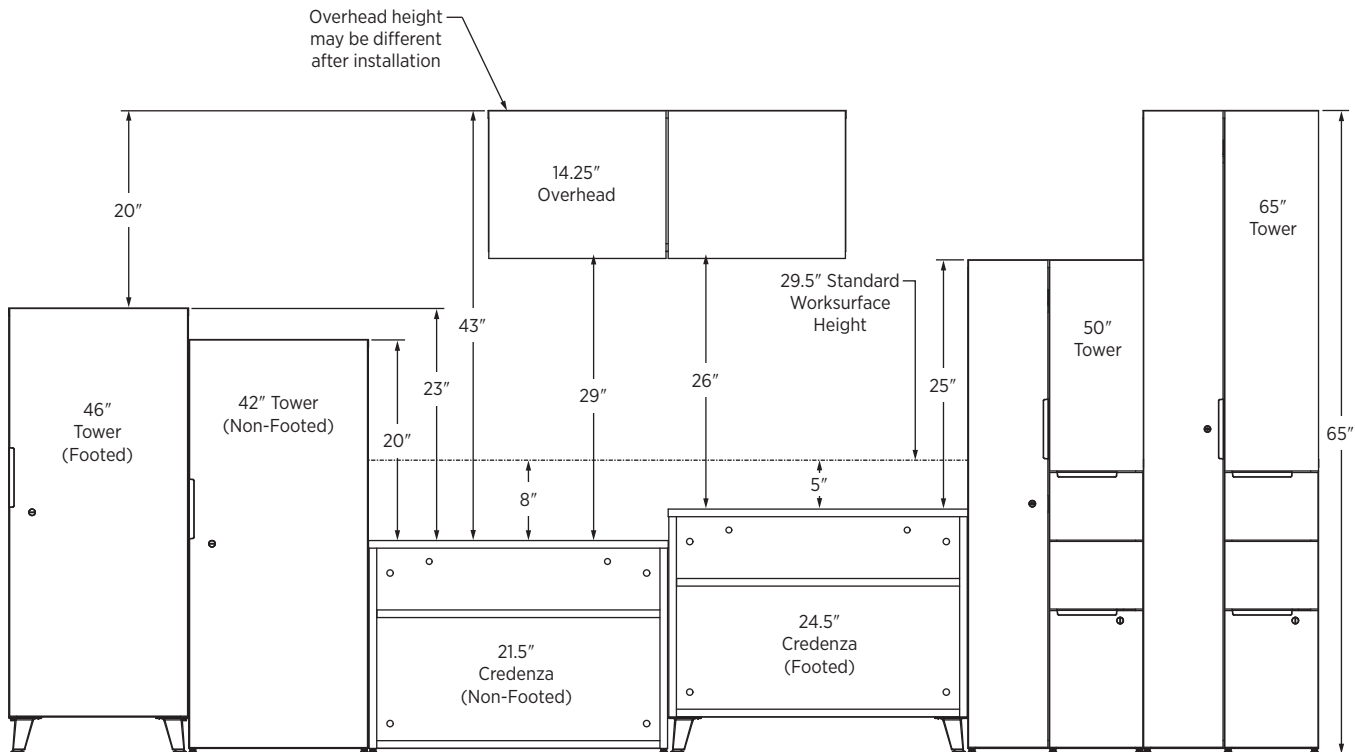 Overhead height
may be different
after installation
20"
43"
14.25"
Overhead
65"
Tower
29.5" Standard
Worksurface
Height
25"
50"
Tower
23"
29"
26"
46"
Tower
(Footed)
42" Tower
(Non-Footed)
20"
65"
8"
5"
21.5"
Credenza
(Non-Footed)
24.5"
Credenza
(Footed)